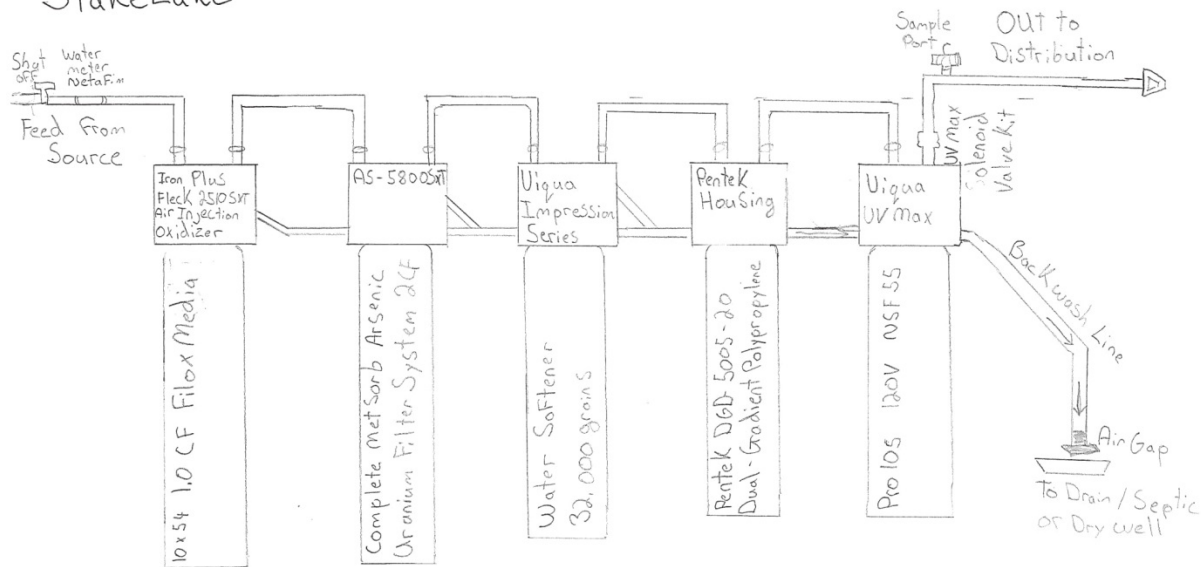 StakeLake
Shut
off
Water
meter
Netafim
Feed From
Source
Iron Plus
Fleck 2510SXT
Air Injection
Oxidizer
10x54 1.0 CF Filox Media
AS-5800SXT
Complete MetSorb Arsenic
Uranium Filter System 2CF
Viqua
Impression
Series
Water Softener
32,000 grains
Pentek
Housing
Pentek DGD-5005-20
Dual-Gradient Polypropylene
Viqua
UV Max
Pro 10s 120V NSF 55
Sample
Port
OUT to
Distribution
UV Max
Solenoid
Valve Kit
Backwash Line
Air Gap
To Drain / Septic
or Dry well